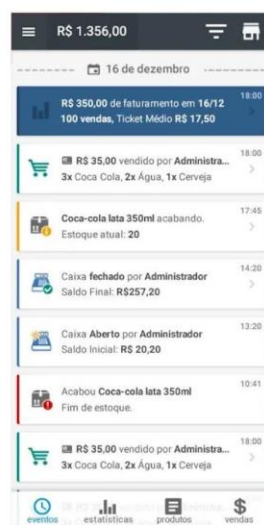 R$ 1.356,00
16 de dezembro
18:00
R$ 350,00 de faturamento em 16/12
100 vendas, Ticket Médio R$ 17,50
18:00
R$ 35,00 vendido por Administra...
3x Coca Cola, 2x Água, 1x Cerveja
17:45
Coca-cola lata 350ml acabando.
Estoque atual: 20
14:20
Caixa fechado por Administrador
Saldo Final: R$257,20
13:20
Caixa Aberto por Administrador
Saldo Inicial: R$ 20,20
10:41
Acabou Coca-cola lata 350ml
Fim de estoque.
18:00
R$ 35,00 vendido por Administra...
3x Coca Cola, 2x Água, 1x Cerveja
eventos estatísticas produtos vendas